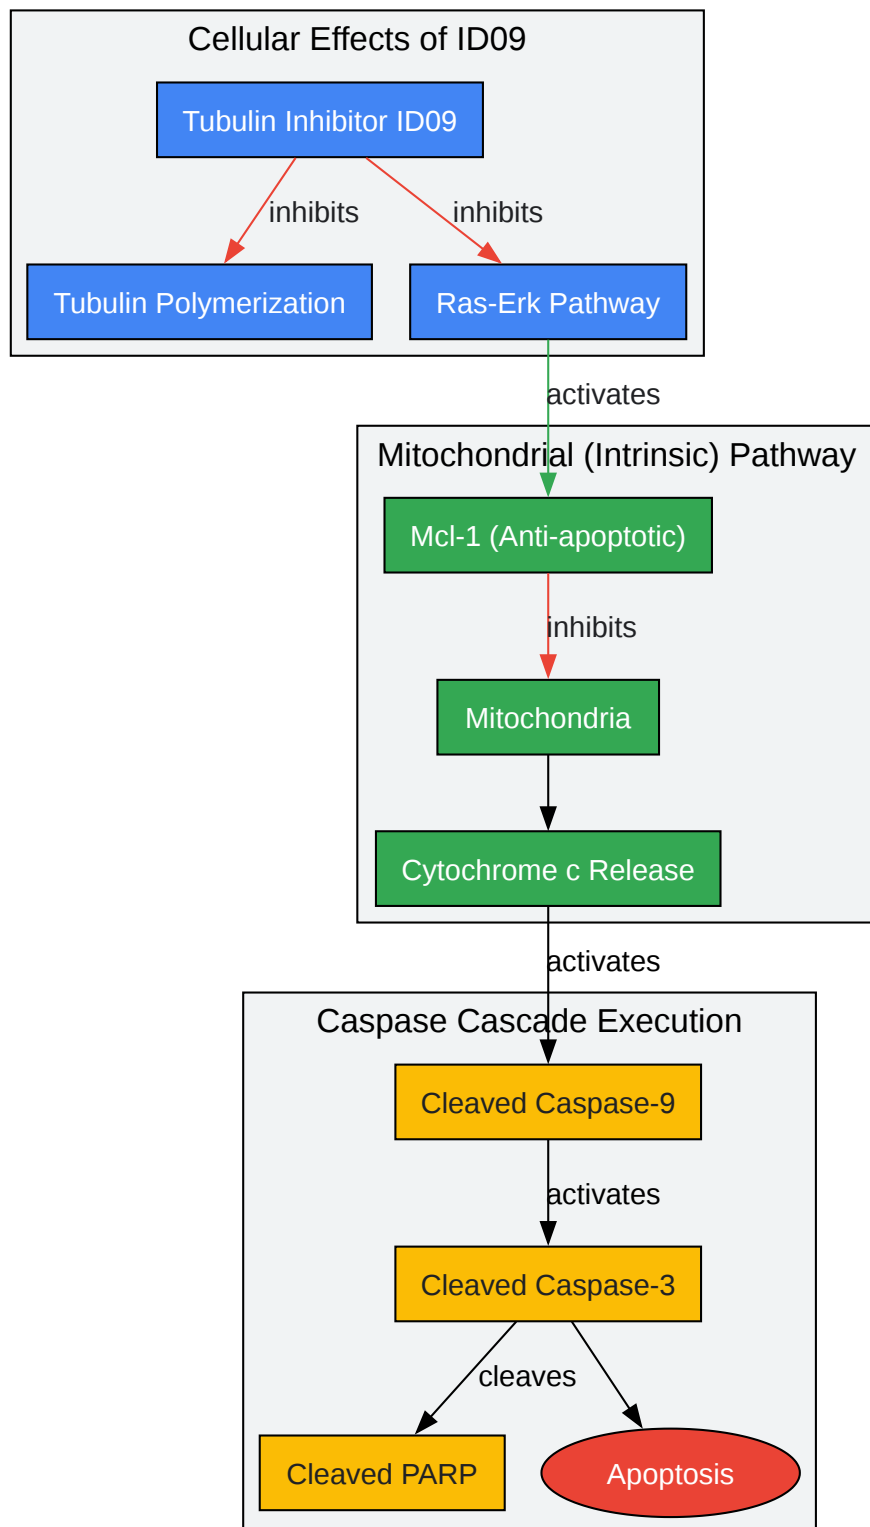 Cellular Effects of ID09
Tubulin Inhibitor ID09
inhibits
inhibits
Tubulin Polymerization
Ras-Erk Pathway
activates
Mitochondrial (Intrinsic) Pathway
Mcl-1 (Anti-apoptotic)
inhibits
Mitochondria
Cytochrome c Release
activates
Caspase Cascade Execution
Cleaved Caspase-9
activates
Cleaved Caspase-3
cleaves
Cleaved PARP
Apoptosis